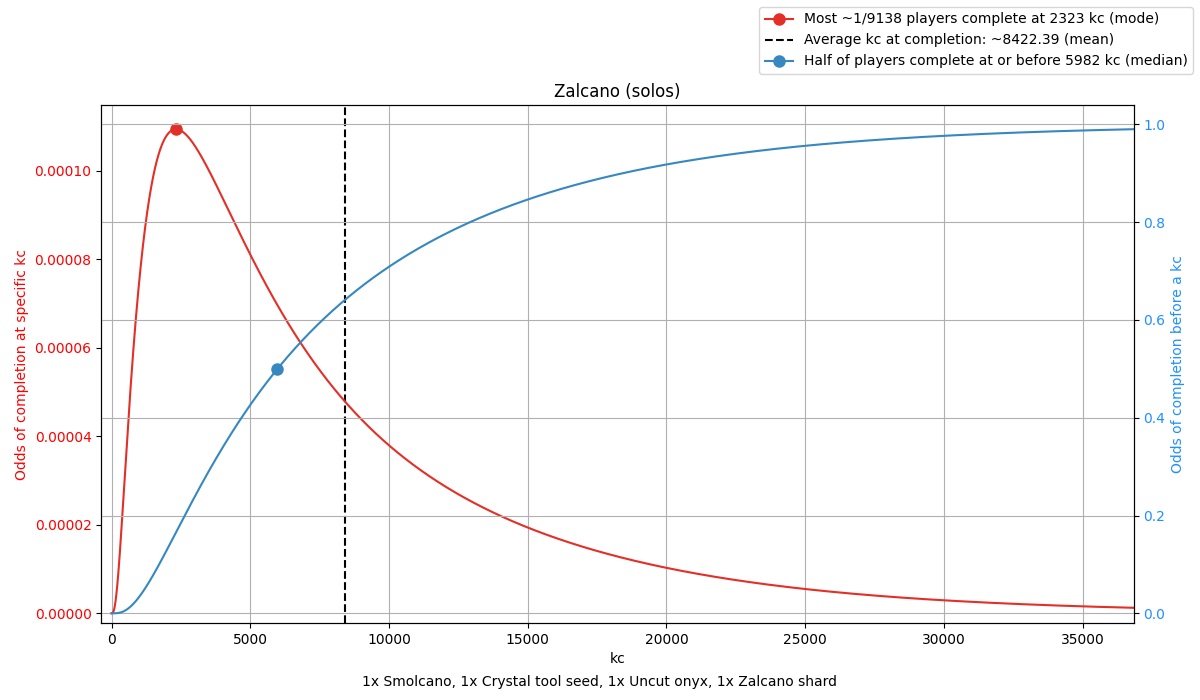 Most ~1/9138 players complete at 2323 kc (mode)
Average kc at completion: ~8422.39 (mean)
Half of players complete at or before 5982 kc (median)
Zalcano (solos)
Odds of completion at specific kc
0.00010
0.00008
0.00006
0.00004
0.00002
0.00000
1.0
0.8
0.6
0.4
0.2
0.0
Odds of completion before a kc
0 5000 10000 15000 20000 25000 30000 35000
kc
1x Smolcano, 1x Crystal tool seed, 1x Uncut onyx, 1x Zalcano shard